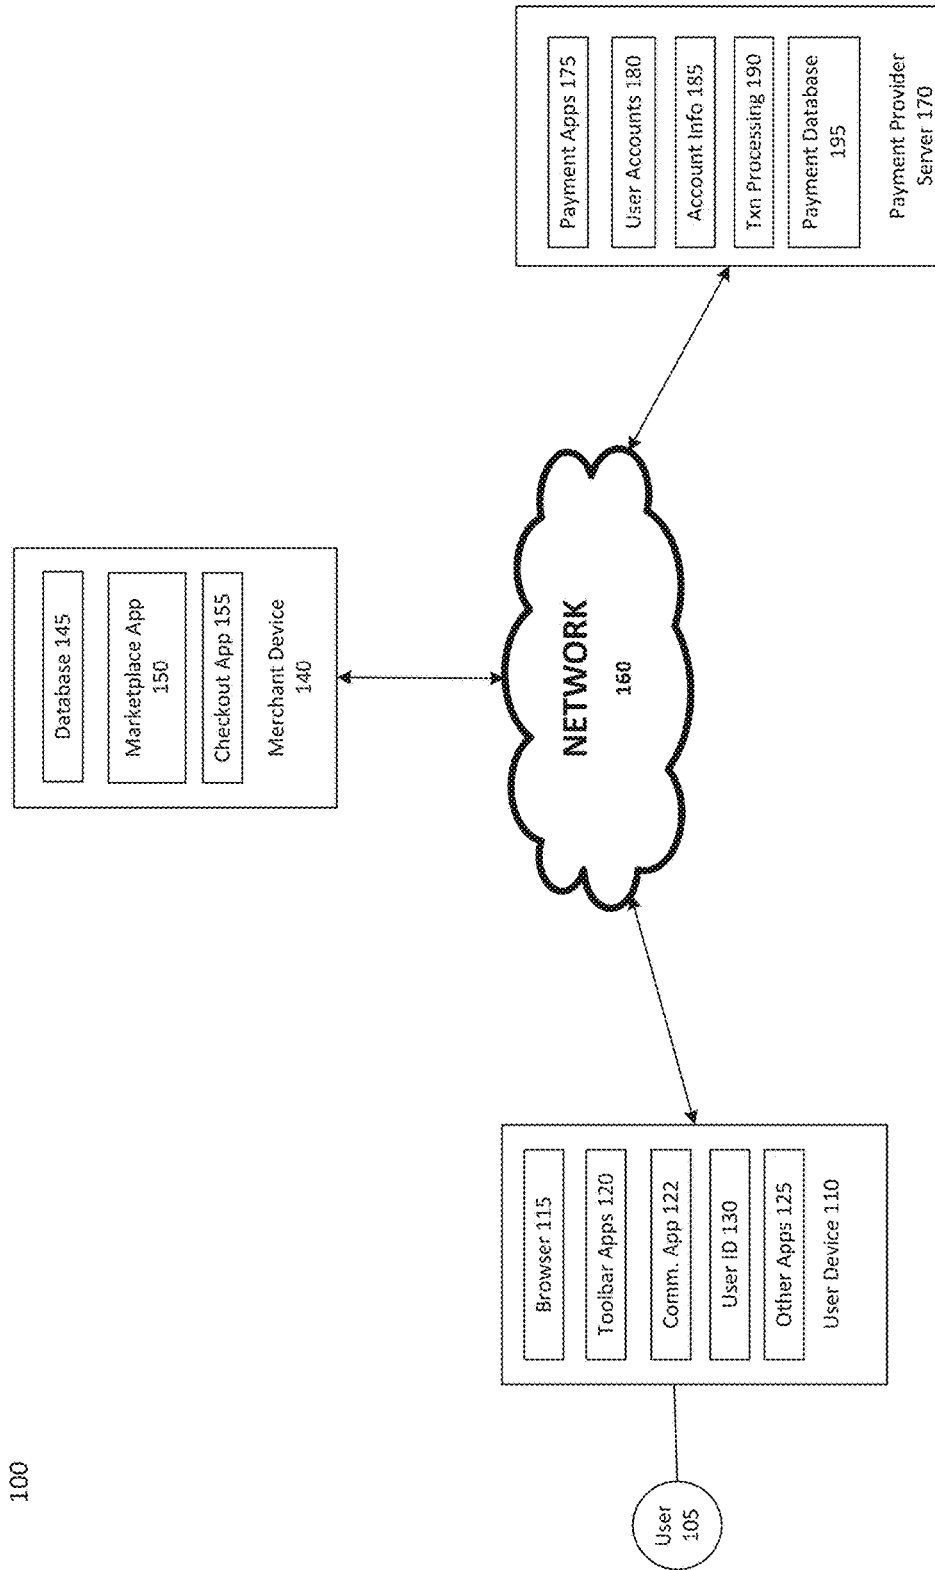 100
User
105
Browser 115
Toolbar Apps 120
Comm. App 122
User ID 130
Other Apps 125
User Device 110
Database 145
Marketplace App
150
Checkout App 155
Merchant Device
140
NETWORK
160
Payment Apps 175
User Accounts 180
Account Info 185
Txn Processing 190
Payment Database
195
Payment Provider
Server 170